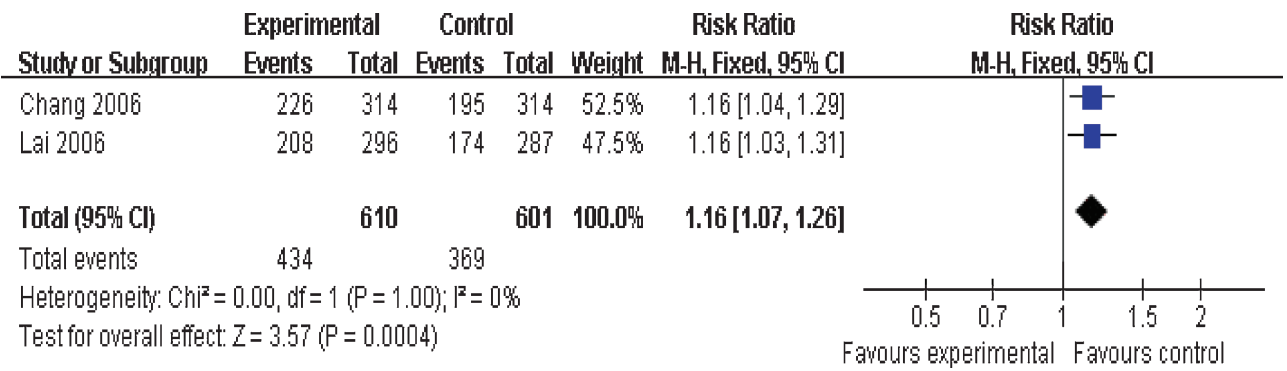 Experimental Control Risk Ratio Risk Ratio
Study or Subgroup Events Total Events Total Weight M-H, Fixed, 95% CI M-H, Fixed, 95% CI
Chang 2006 226 314 195 314 52.5% 1.16 [1.04, 1.29]
Lai 2006 208 296 174 287 47.5% 1.16 [1.03, 1.31]
Total (95% CI) 610 601 100.0% 1.16 [1.07, 1.26]
Total events 434 369
Heterogeneity: Chi² = 0.00, df = 1 (P = 1.00); I² = 0%
Test for overall effect: Z = 3.57 (P = 0.0004)
0.5 0.7 1 1.5 2
Favours experimental Favours control